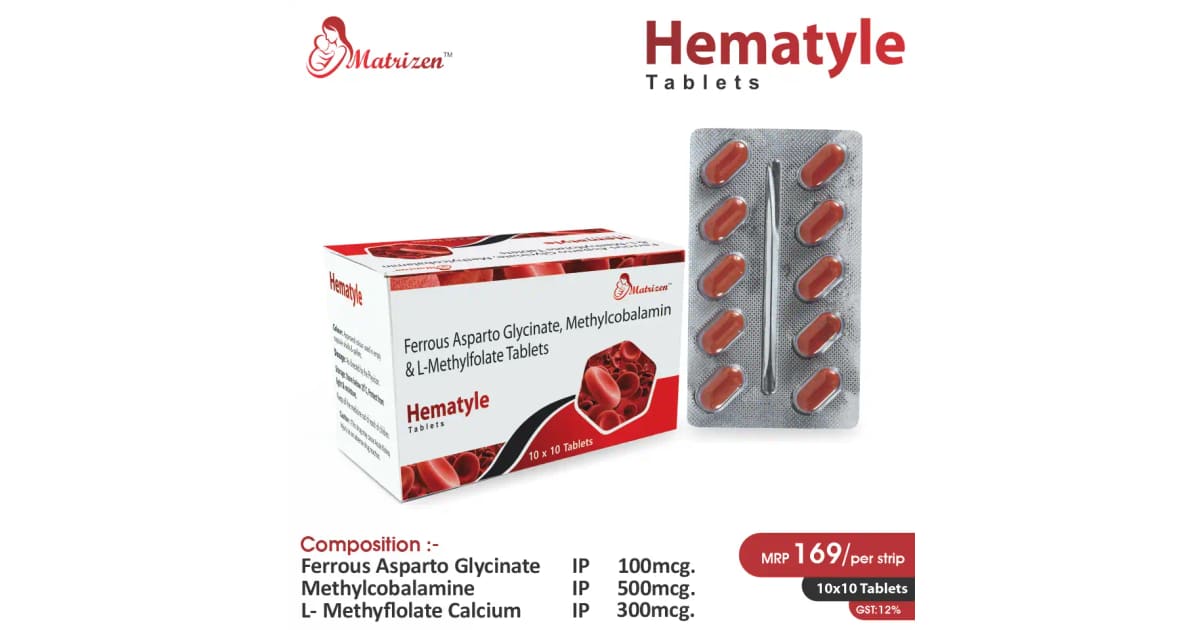 Matrizen™
Hematyle
Tablets
Matrizen
Hematyle
Ferrous Asparto Glycinate, Methylcobalamin
& L-Methylfolate Tablets
Hematyle
Tablets
10 x 10 Tablets
Matrizen™
Composition :-
Ferrous Asparto Glycinate IP 100mcg.
Methylcobalamine IP 500mcg.
L- Methyflolate Calcium IP 300mcg.
MRP 169/per strip
10x10 Tablets
GST:12%